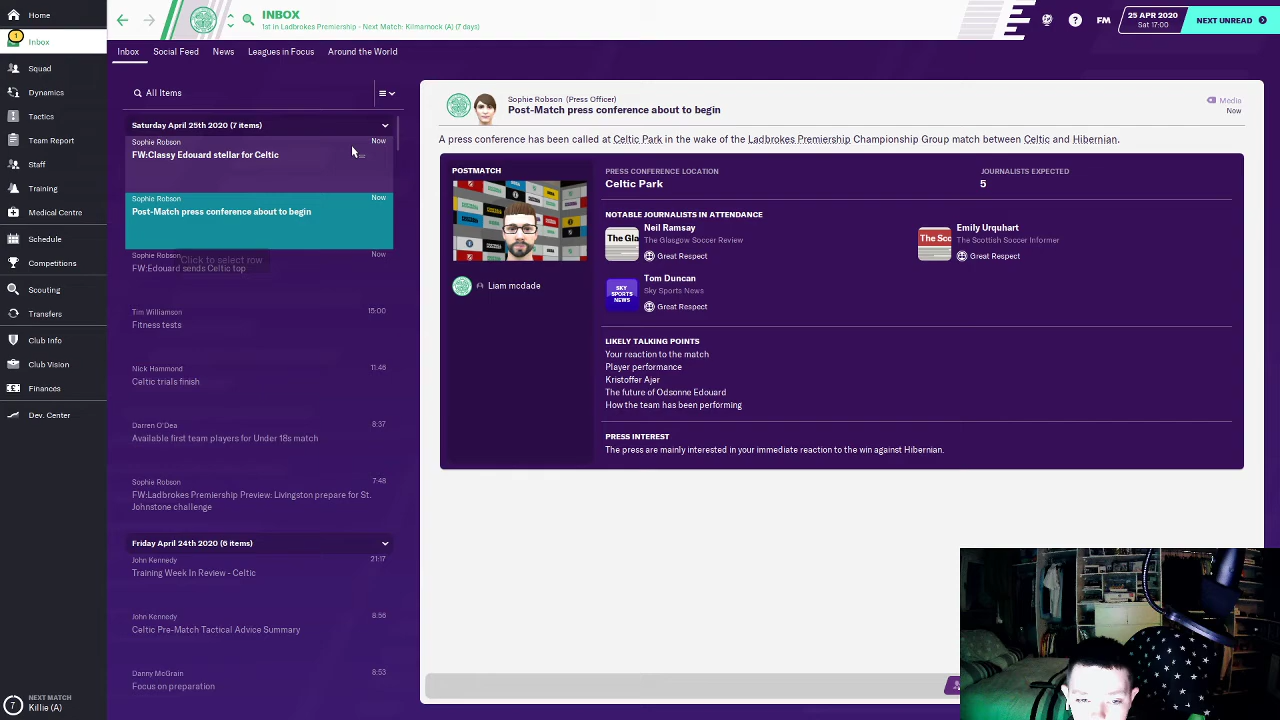 INBOX
1st in Ladbrokes Premiership - Next Match: Kilmarnock (A) (7 days)
FM
25 APR 2020
Sat 17:00
NEXT UNREAD
1
Inbox
Squad
Dynamics
Tactics
Team Report
Staff
Training
Medical Centre
Schedule
Competitions
Scouting
Transfers
Club Info
Club Vision
Finances
Dev. Center
NEXT MATCH
7
Killie (A)
Inbox
Social Feed
News
Leagues in Focus
Around the World
All Items
Saturday April 25th 2020 (7 items)
Sophie Robson
Now
FW:Classy Edouard stellar for Celtic
Sophie Robson
Now
Post-Match press conference about to begin
Sophie Robson
Now
Click to select row
FW:Edouard sends Celtic top
Tim Williamson
15:00
Fitness tests
Nick Hammond
11:46
Celtic trials finish
Darren O'Dea
8:37
Available first team players for Under 18s match
Sophie Robson
7:48
FW:Ladbrokes Premiership Preview: Livingston prepare for St.
Johnstone challenge
Friday April 24th 2020 (6 items)
John Kennedy
21:17
Training Week In Review - Celtic
John Kennedy
8:56
Celtic Pre-Match Tactical Advice Summary
Danny McGrain
8:53
Focus on preparation
Sophie Robson (Press Officer)
Post-Match press conference about to begin
Media
Now
A press conference has been called at Celtic Park in the wake of the Ladbrokes Premiership Championship Group match between Celtic and Hibernian.
POSTMATCH
Liam mcdade
PRESS CONFERENCE LOCATION
Celtic Park
JOURNALISTS EXPECTED
5
NOTABLE JOURNALISTS IN ATTENDANCE
The Gla
Neil Ramsay
The Glasgow Soccer Review
Great Respect
The Sco
Emily Urquhart
The Scottish Soccer Informer
Great Respect
SKY
SPORTS
NEWS
Tom Duncan
Sky Sports News
Great Respect
LIKELY TALKING POINTS
Your reaction to the match
Player performance
Kristoffer Ajer
The future of Odsonne Edouard
How the team has been performing
PRESS INTEREST
The press are mainly interested in your immediate reaction to the win against Hibernian.